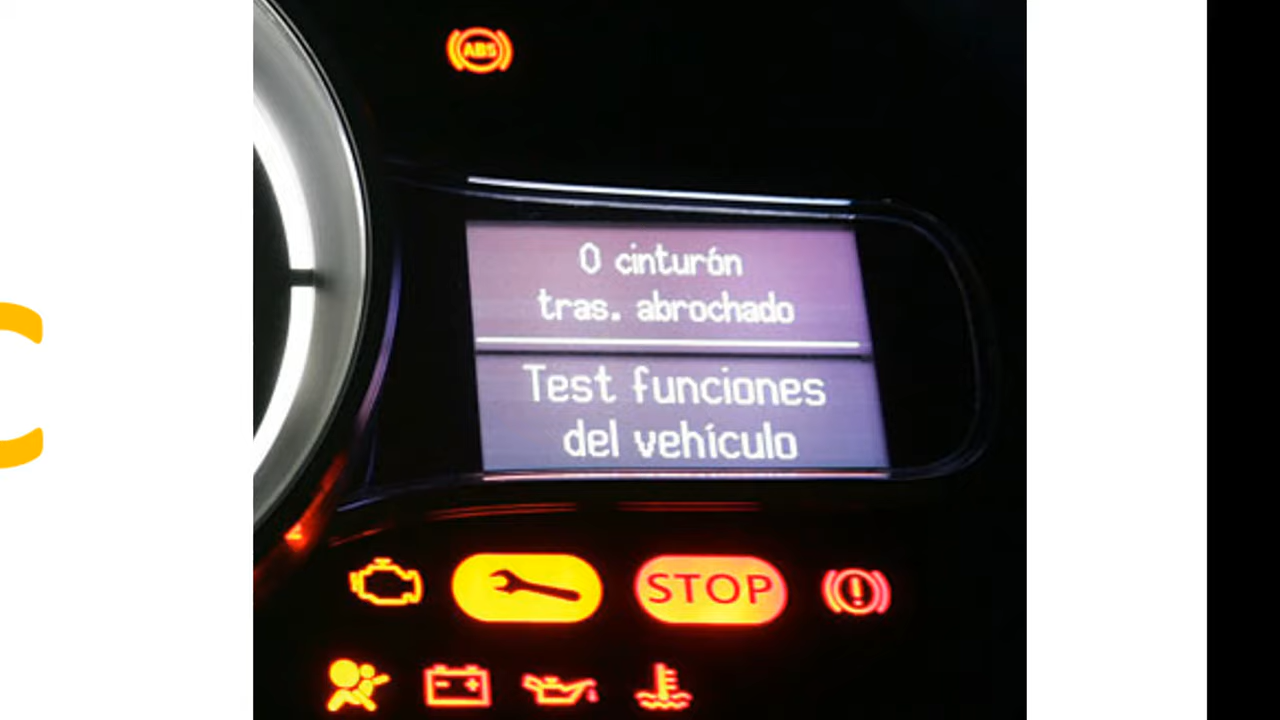 ABS
0 cinturón
tras. abrochado
Test funciones
del vehículo
STOP